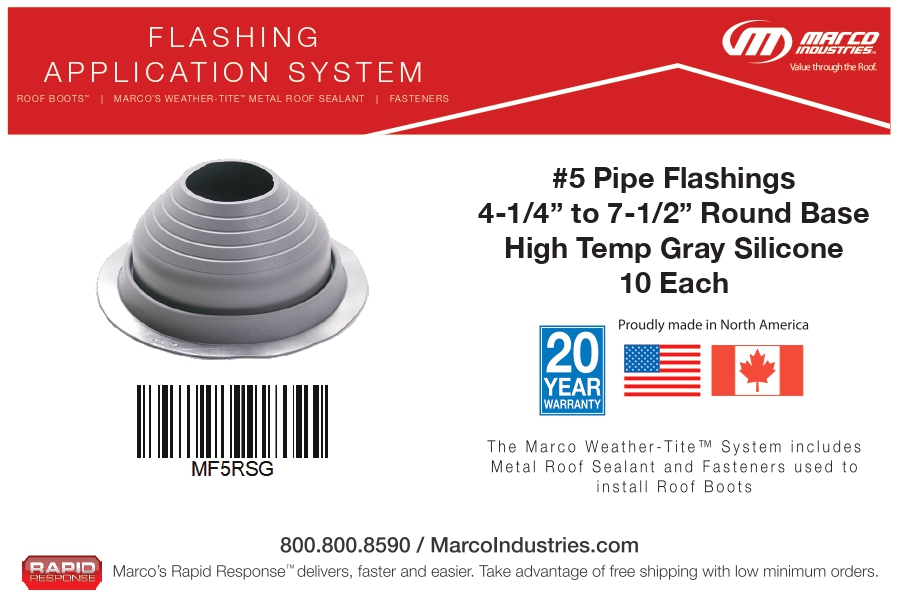 FLASHING
APPLICATION SYSTEM
ROOF BOOTS™ | MARCO'S WEATHER-TITE™ METAL ROOF SEALANT | FASTENERS
MARCO
INDUSTRIES™
Value through the Roof.
#5 Pipe Flashings
4-1/4” to 7-1/2” Round Base
High Temp Gray Silicone
10 Each
Proudly made in North America
20
YEAR
WARRANTY
MF5RSG
The Marco Weather-Tite™ System includes
Metal Roof Sealant and Fasteners used to
install Roof Boots
800.800.8590 / MarcoIndustries.com
RAPID
RESPONSE
Marco’s Rapid Response™ delivers, faster and easier. Take advantage of free shipping with low minimum orders.